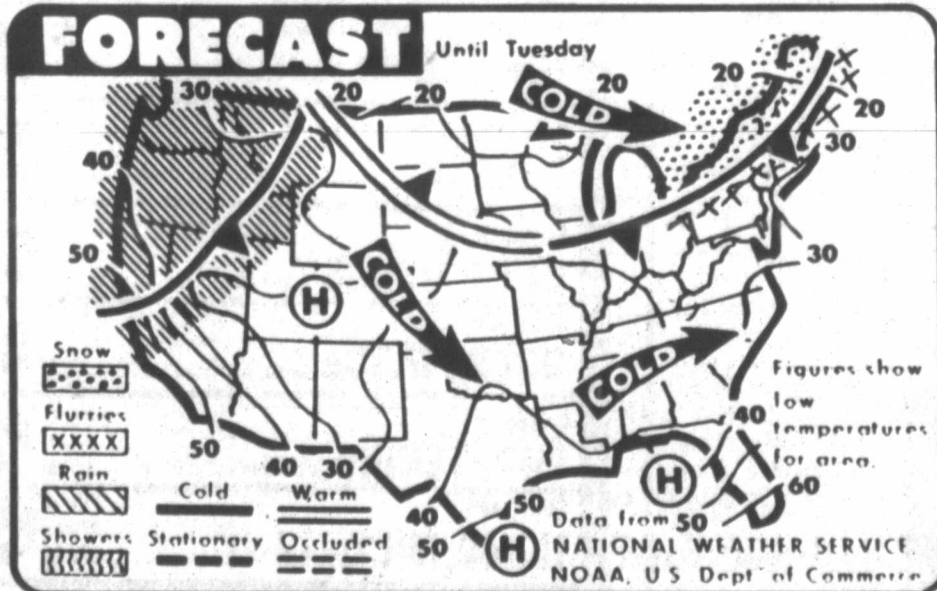 FORECAST Until Tuesday
30 20 20 COLD 20 20
20
30
40
50
COLD
30
H
COLD
Snow
Flurries
XXXX
Rain
Showers
Cold Warm
Stationary Occluded
50 40 30
40 50
50 H
H
40
50
60
Figures show
low
temperatures
for area.
Data from
NATIONAL WEATHER SERVICE,
NOAA, U.S. Dept. of Commerce